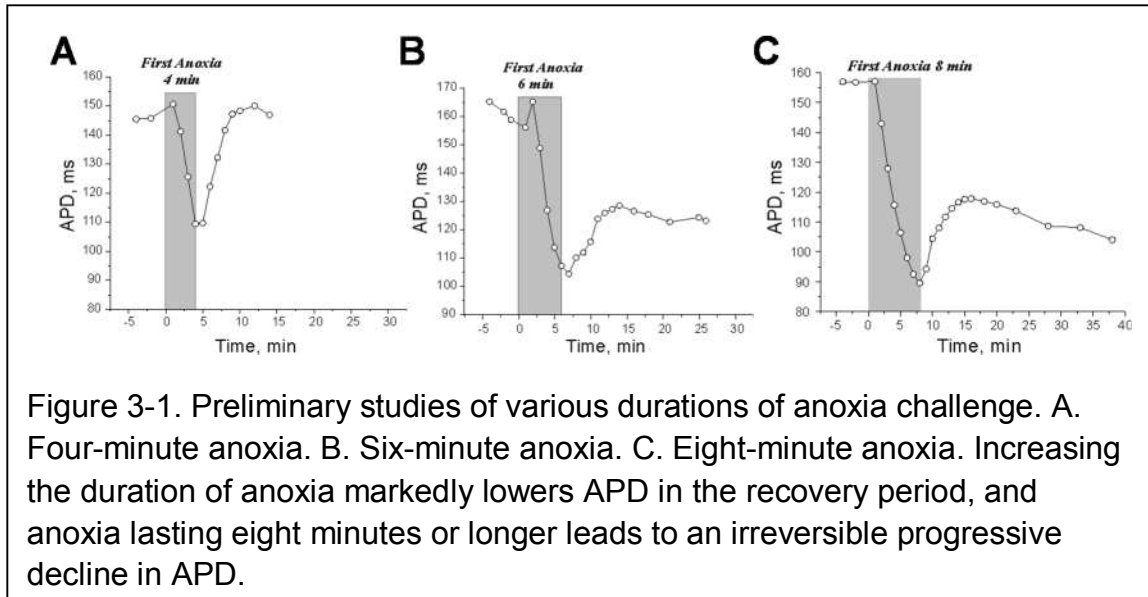 A
First Anoxia
4 min
160
150
140
130
120
110
100
90
80
APD, ms
-5 0 5 10 15 20 25 30
Time, min
B
First Anoxia
6 min
170
160
150
140
130
120
110
100
90
APD, ms
-5 0 5 10 15 20 25 30
Time, min
C
First Anoxia 8 min
160
150
140
130
120
110
100
90
80
APD, ms
-5 0 5 10 15 20 25 30 35 40
Time, min
Figure 3-1. Preliminary studies of various durations of anoxia challenge. A.
Four-minute anoxia. B. Six-minute anoxia. C. Eight-minute anoxia. Increasing
the duration of anoxia markedly lowers APD in the recovery period, and
anoxia lasting eight minutes or longer leads to an irreversible progressive
decline in APD.